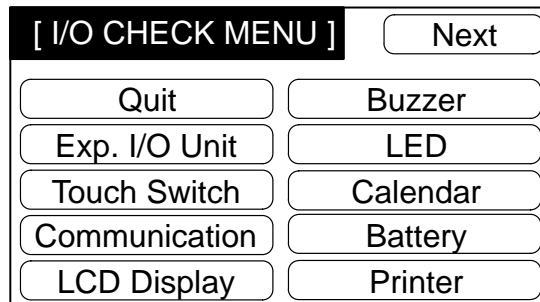 [ I/O CHECK MENU ] Next
Quit Buzzer
Exp. I/O Unit LED
Touch Switch Calendar
Communication Battery
LCD Display Printer